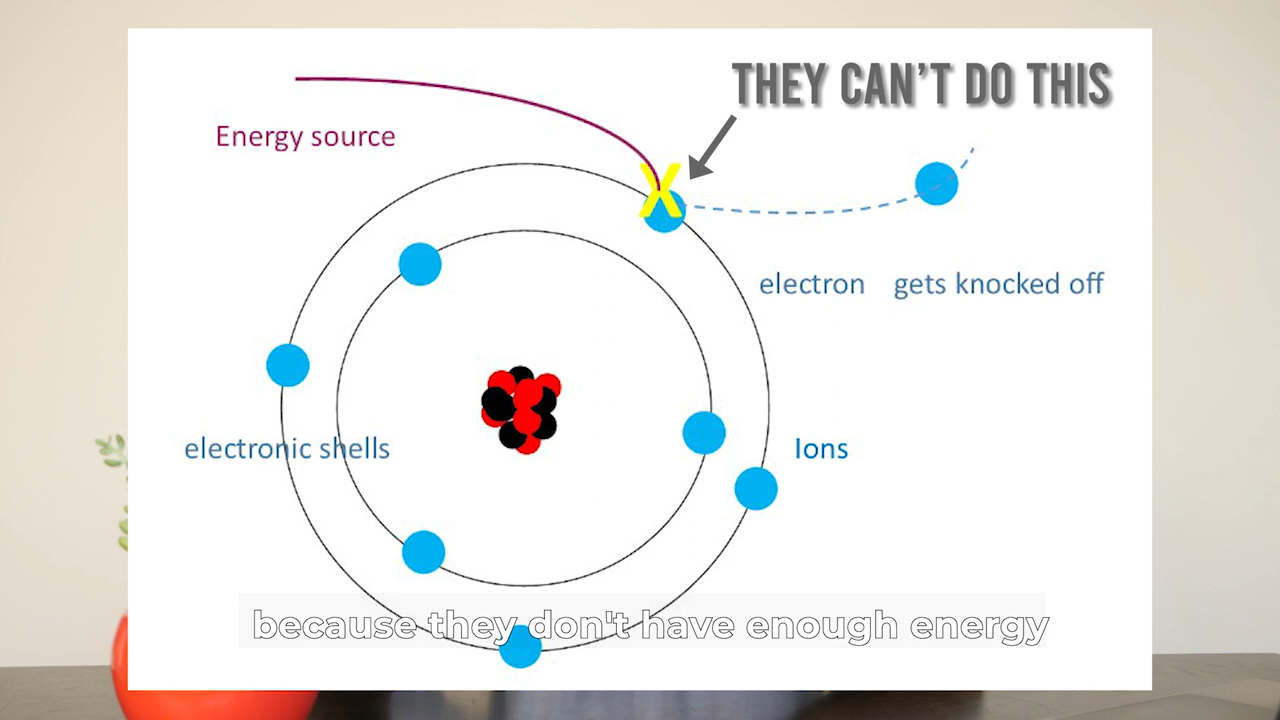 THEY CAN'T DO THIS
Energy source
X
electron gets knocked off
electronic shells
Ions
because they don't have enough energy